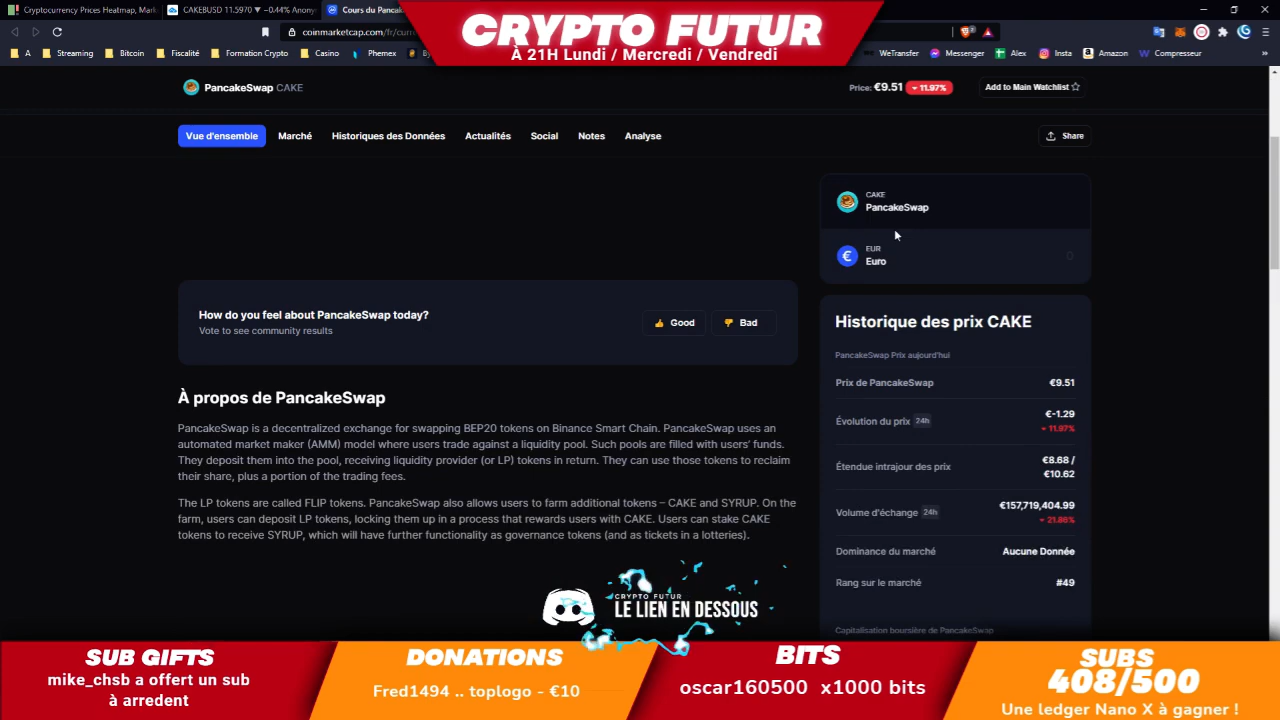 Cryptocurrency Prices Heatmap, Mark
CAKEBUSD 11.5970 ▼ −0.44% Anony
Cours du Pancak
coinmarketcap.com/fr/curr
A
Streaming
Bitcoin
Fiscalité
Formation Crypto
Casino
Phemex
WeTransfer
Messenger
Alex
Insta
Amazon
Compresseur
CRYPTO FUTUR
À 21H Lundi / Mercredi / Vendredi
PancakeSwap CAKE
Price: €9.51 11.97%
Add to Main Watchlist
Vue d'ensemble
Marché
Historiques des Données
Actualités
Social
Notes
Analyse
Share
CAKE
PancakeSwap
EUR
Euro
0
How do you feel about PancakeSwap today?
Vote to see community results
Good
Bad
À propos de PancakeSwap
PancakeSwap is a decentralized exchange for swapping BEP20 tokens on Binance Smart Chain. PancakeSwap uses an
automated market maker (AMM) model where users trade against a liquidity pool. Such pools are filled with users' funds.
They deposit them into the pool, receiving liquidity provider (or LP) tokens in return. They can use those tokens to reclaim
their share, plus a portion of the trading fees.
The LP tokens are called FLIP tokens. PancakeSwap also allows users to farm additional tokens – CAKE and SYRUP. On the
farm, users can deposit LP tokens, locking them up in a process that rewards users with CAKE. Users can stake CAKE
tokens to receive SYRUP, which will have further functionality as governance tokens (and as tickets in a lotteries).
Historique des prix CAKE
PancakeSwap Prix aujourd'hui
Prix de PancakeSwap €9.51
Évolution du prix 24h €-1.29
11.97%
Étendue intrajour des prix €8.68 /
€10.62
Volume d'échange 24h €157,719,404.99
21.86%
Dominance du marché Aucune Donnée
Rang sur le marché #49
Capitalisation boursière de PancakeSwap
CRYPTO FUTUR
LE LIEN EN DESSOUS
SUB GIFTS
mike_chsb a offert un sub
à arredent
DONATIONS
Fred1494 .. toplogo - €10
BITS
oscar160500 x1000 bits
SUBS
408/500
Une ledger Nano X à gagner !